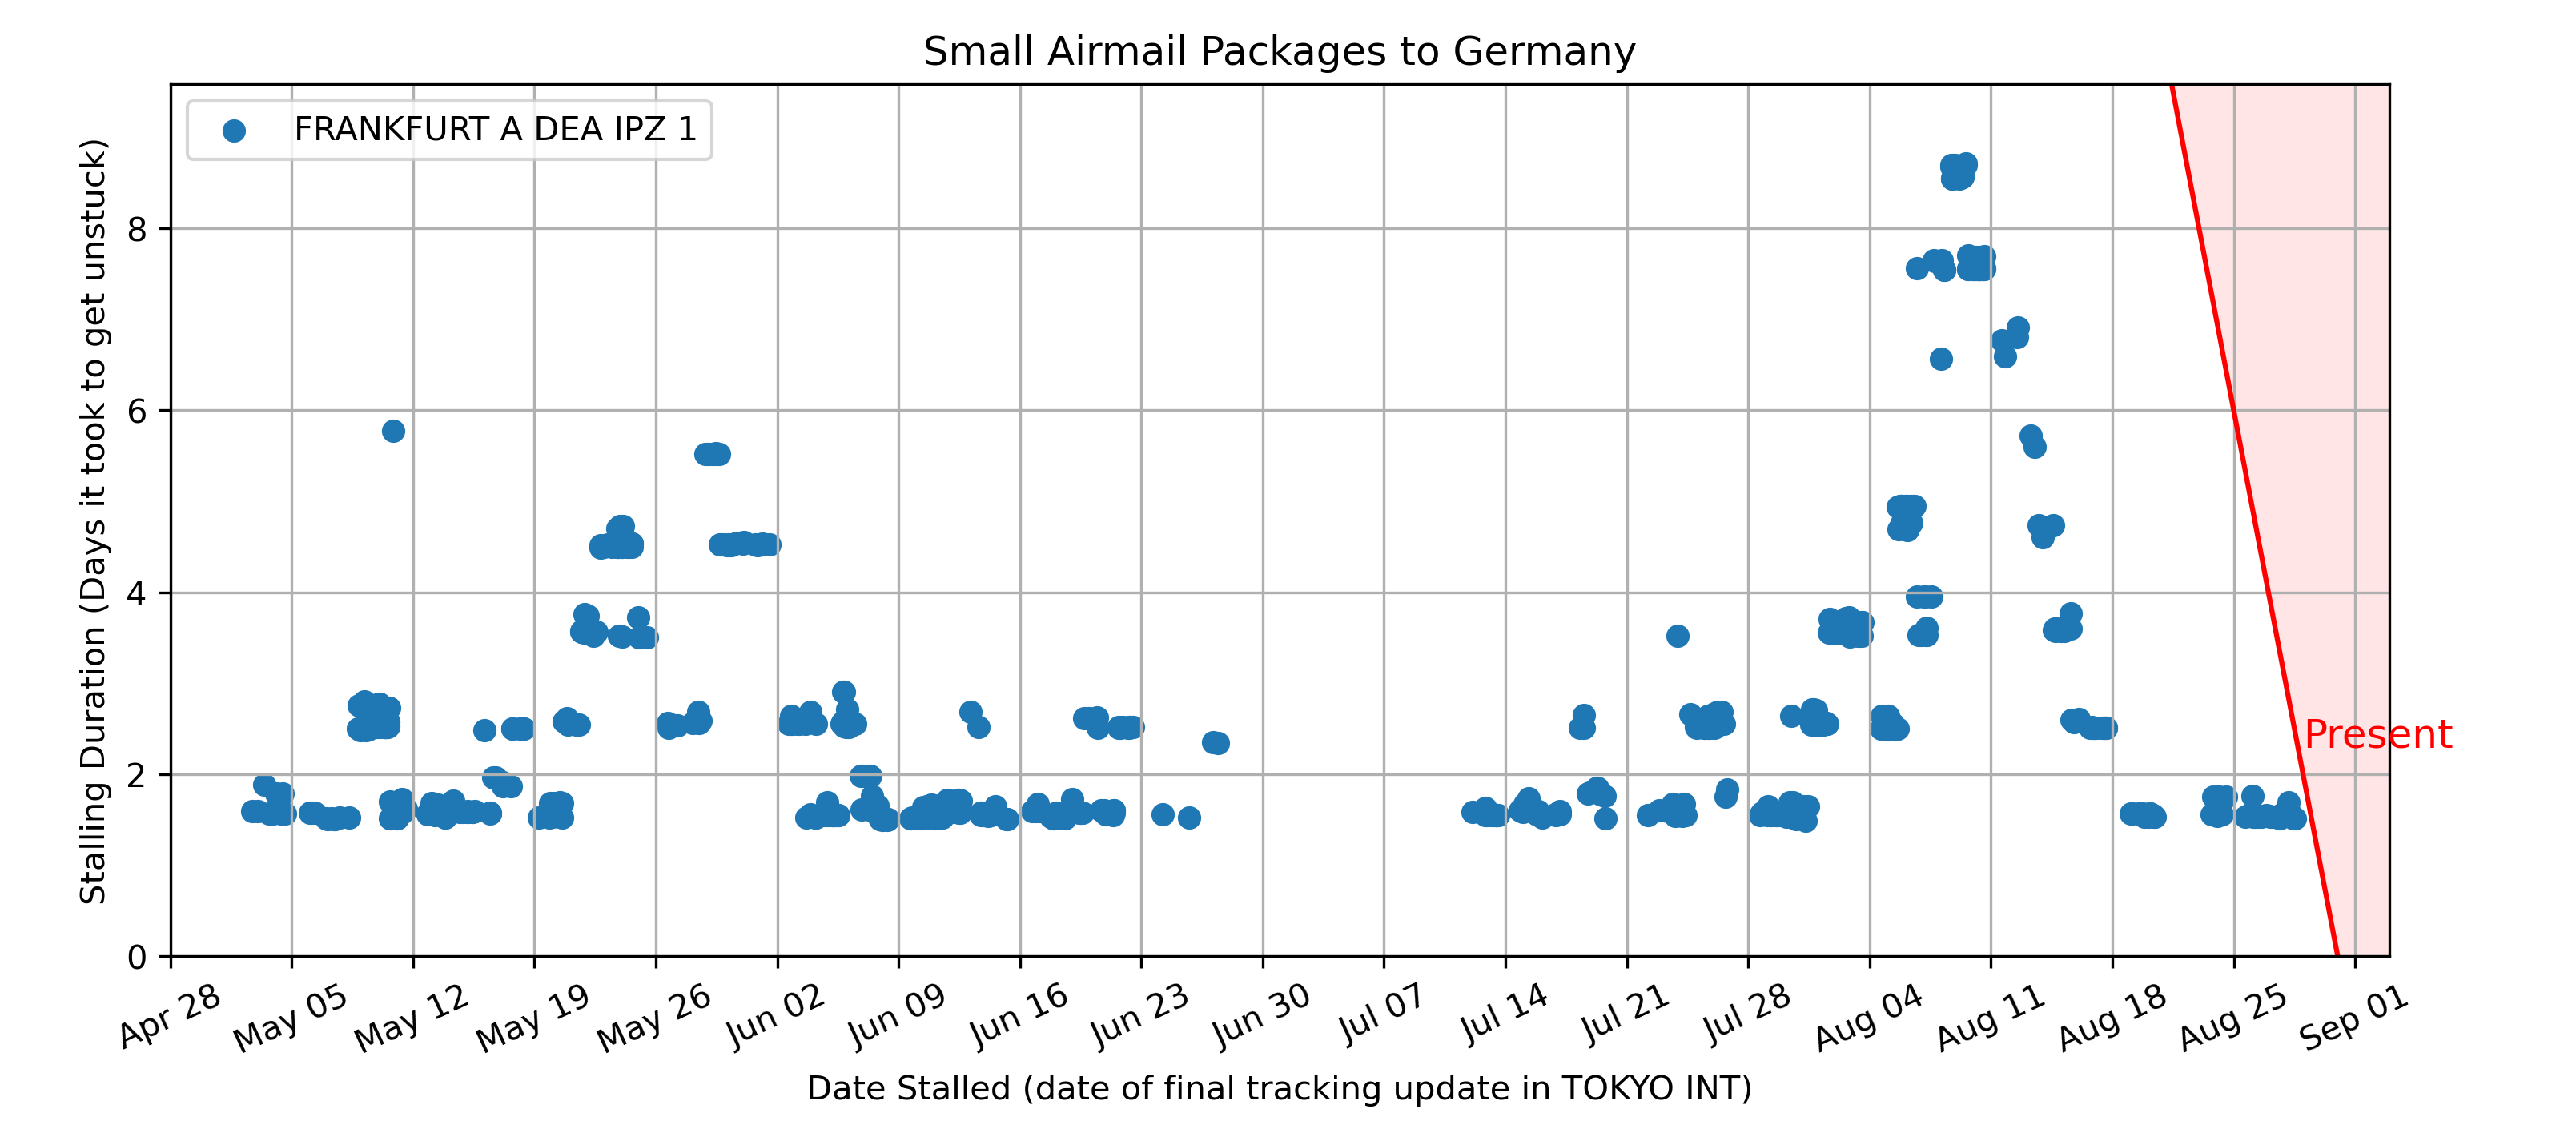 Small Airmail Packages to Germany
FRANKFURT A DEA IPZ 1
Stalling Duration (Days it took to get unstuck)
8
6
4
2
0
Present
Apr 28 May 05 May 12 May 19 May 26 Jun 02 Jun 09 Jun 16 Jun 23 Jun 30 Jul 07 Jul 14 Jul 21 Jul 28 Aug 04 Aug 11 Aug 18 Aug 25 Sep 01
Date Stalled (date of final tracking update in TOKYO INT)